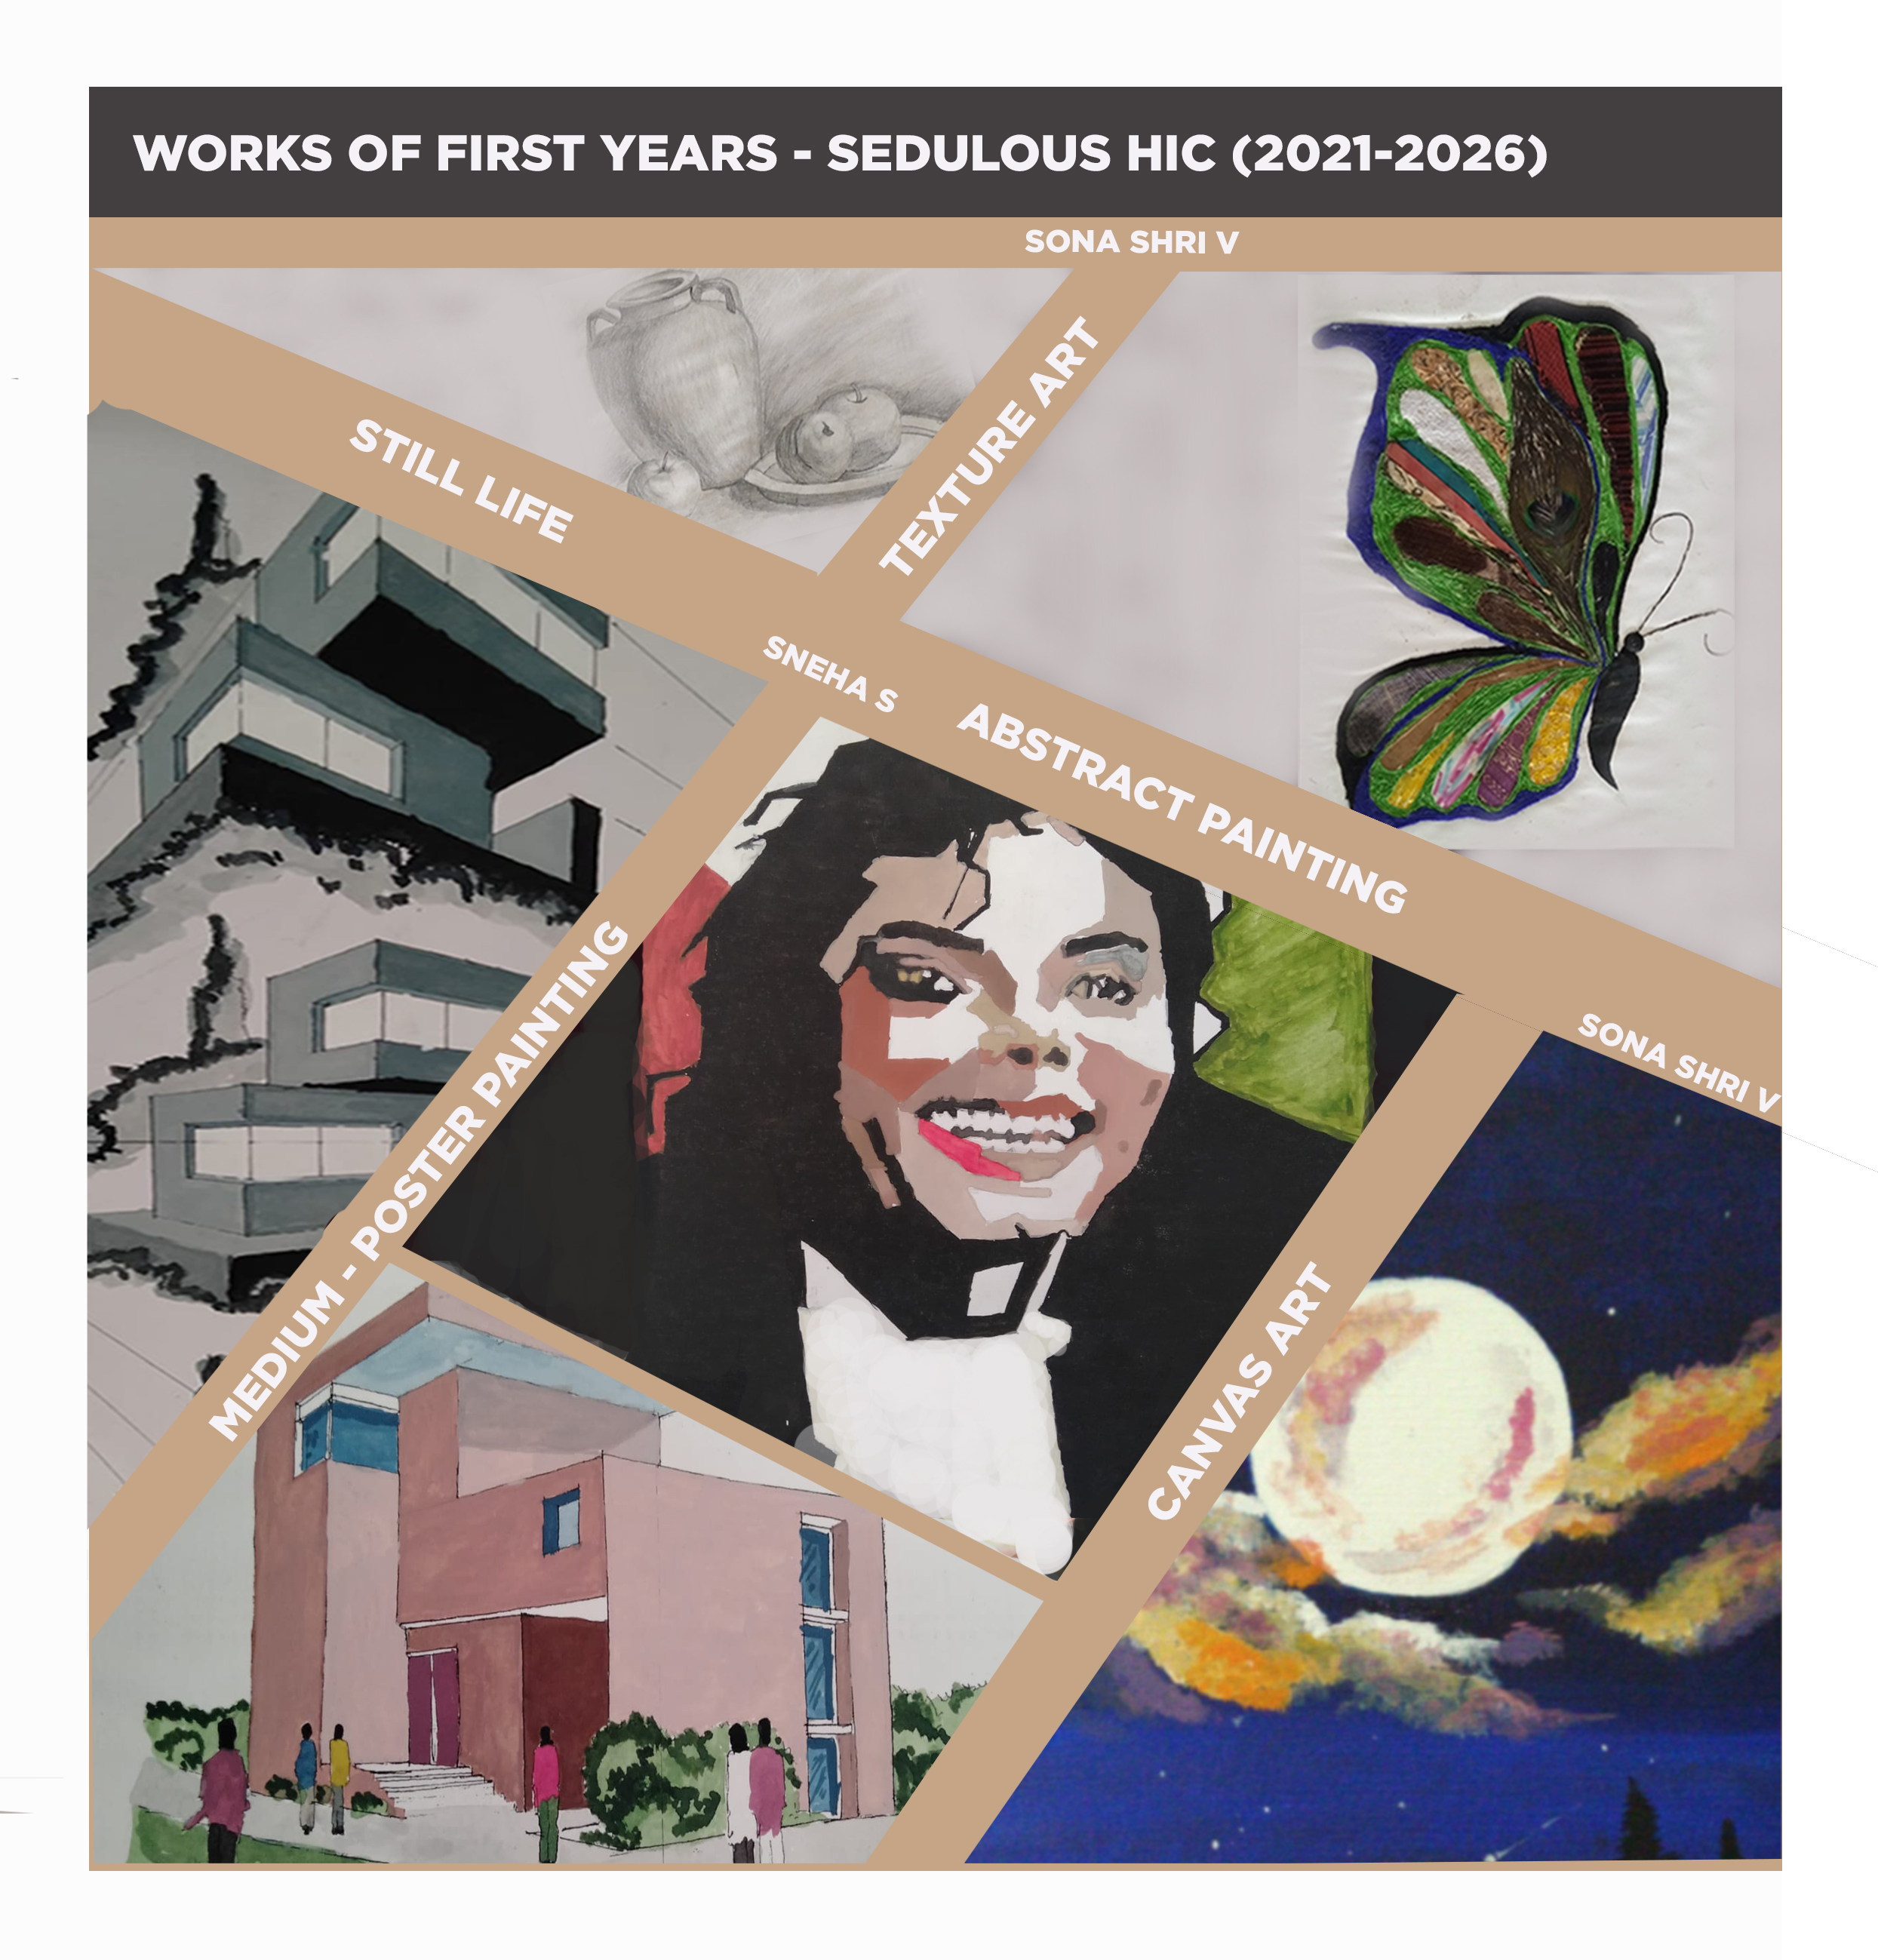 WORKS OF FIRST YEARS - SEDULOUS HIC (2021-2026)
SONA SHRI V
STILL LIFE
TEXTURE ART
SNEHA S
ABSTRACT PAINTING
MEDIUM - POSTER PAINTING
SONA SHRI V
CANVAS ART